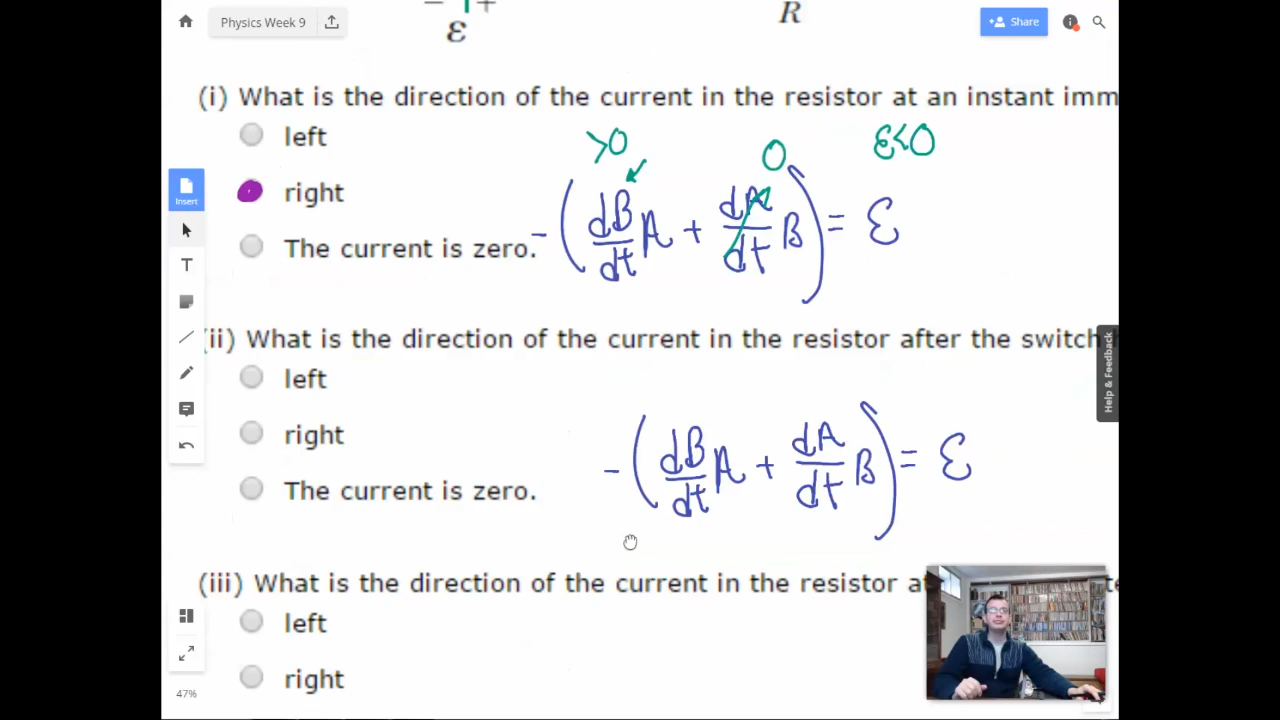 Physics Week 9
Share
− +
ε
R
(i) What is the direction of the current in the resistor at an instant imm
left
>0
0
ε<0
right
Insert
-(dB/dt A + dA/dt B) = ε
The current is zero.
T
(ii) What is the direction of the current in the resistor after the switch
Help & Feedback
left
right
-(dB/dt A + dA/dt B) = ε
The current is zero.
(iii) What is the direction of the current in the resistor
left
right
47%